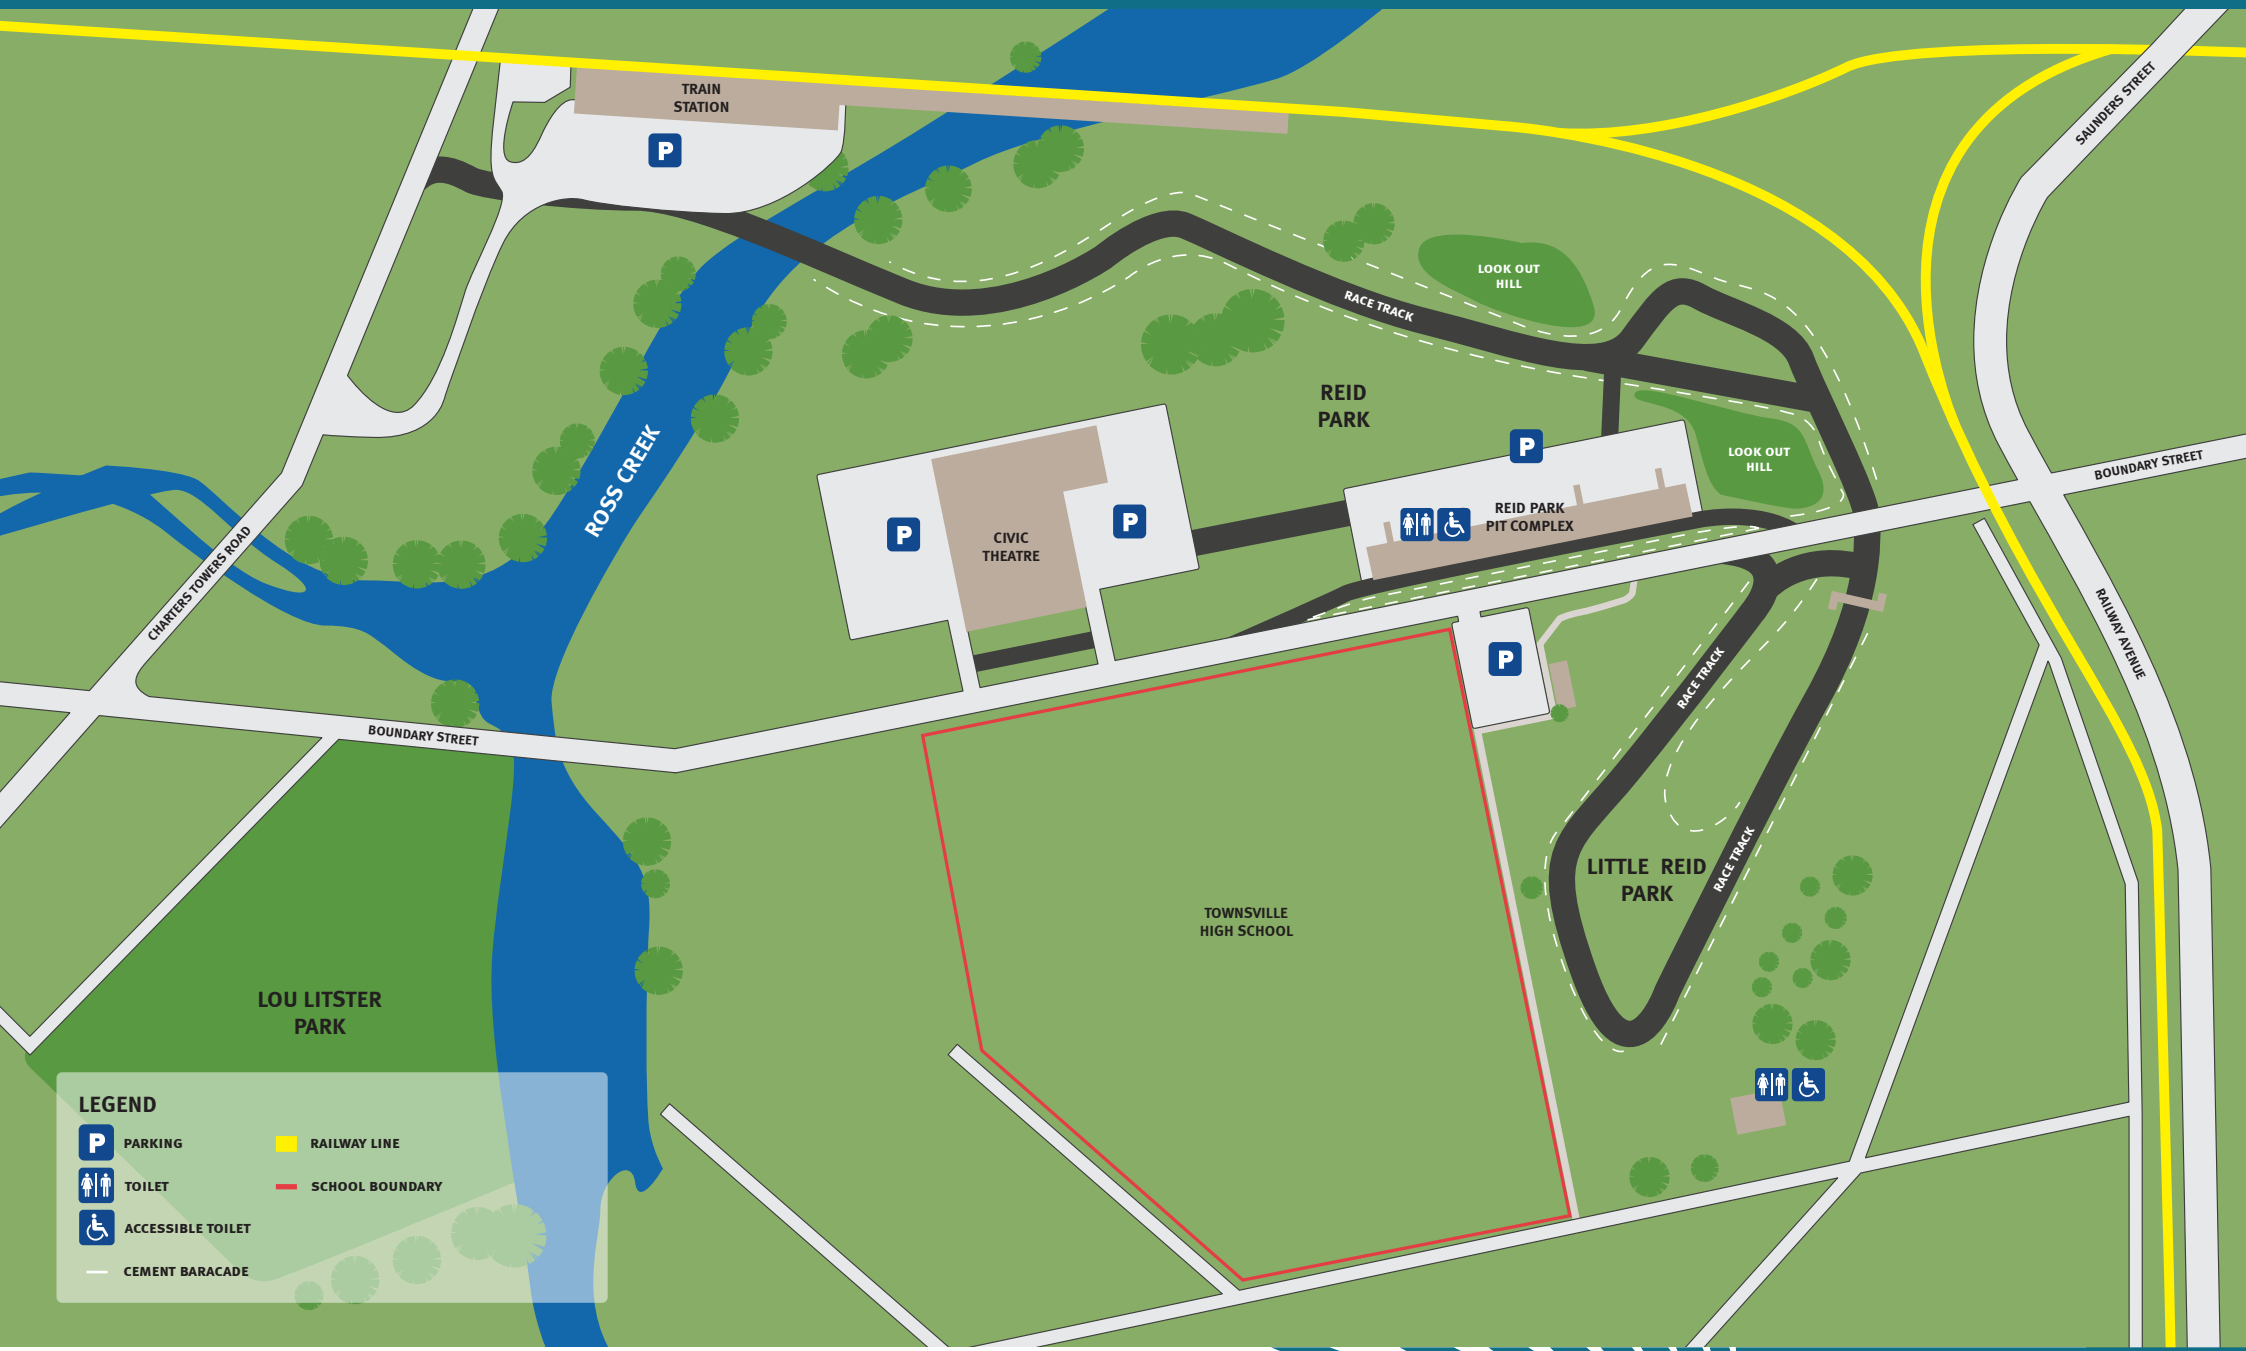 TRAIN
STATION
P
SAUNDERS STREET
LOOK OUT
HILL
RACE TRACK
REID
PARK
P
LOOK OUT
HILL
BOUNDARY STREET
ROSS CREEK
P
CIVIC
THEATRE
P
REID PARK
PIT COMPLEX
CHARTERS TOWERS ROAD
RAILWAY AVENUE
P
RACE TRACK
BOUNDARY STREET
LITTLE REID
PARK
RACE TRACK
TOWNSVILLE
HIGH SCHOOL
LOU LITSTER
PARK
LEGEND
P PARKING
RAILWAY LINE
TOILET
SCHOOL BOUNDARY
ACCESSIBLE TOILET
CEMENT BARACADE